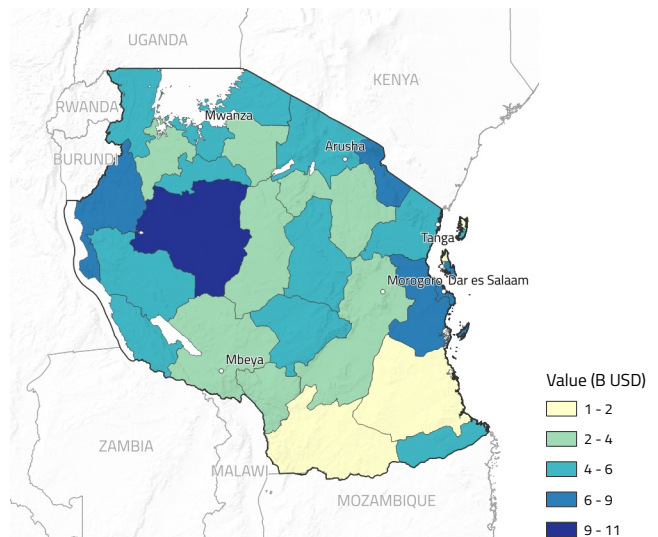 UGANDA
KENYA
RWANDA
Mwanza
BURUNDI
Arusha
Tanga
Morogoro Dar es Salaam
Mbeya
Value (B USD)
1 - 2
2 - 4
4 - 6
6 - 9
9 - 11
ZAMBIA
MALAWI
MOZAMBIQUE